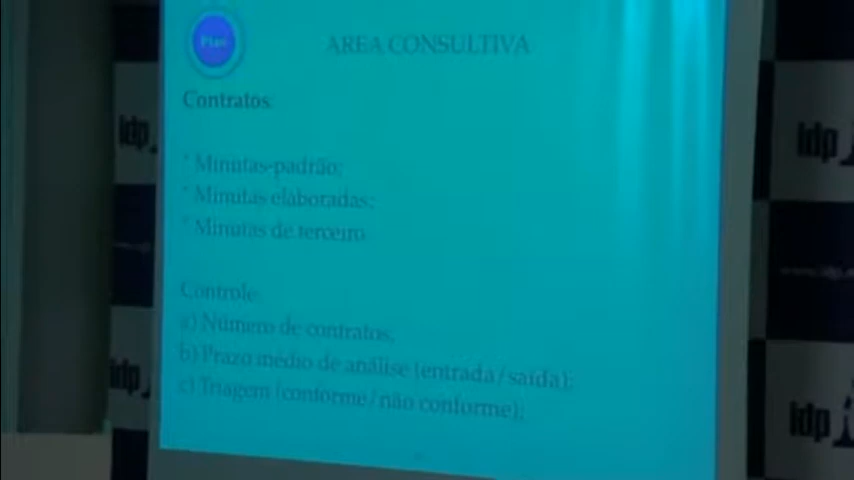 AREA CONSULTIVA
Contratos:
* Minutas-padrão;
* Minutas elaboradas;
* Minutas de terceiro.
Controle:
a) Número de contratos;
b) Prazo médio de análise (entrada/saída);
c) Triagem (conforme/não conforme);
idp
idp
idp
idp